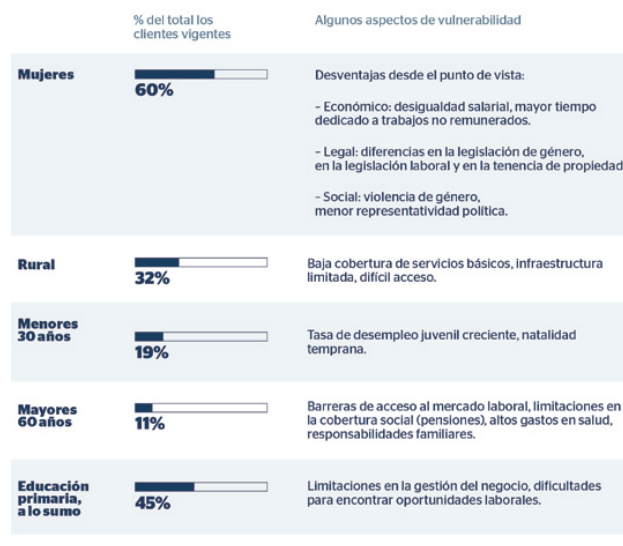 % del total los
clientes vigentes
Algunos aspectos de vulnerabilidad
Mujeres
60%
Desventajas desde el punto de vista:
- Económico: desigualdad salarial, mayor tiempo
dedicado a trabajos no remunerados.
- Legal: diferencias en la legislación de género,
en la legislación laboral y en la tenencia de propiedad
- Social: violencia de género,
menor representatividad política.
Rural
32%
Baja cobertura de servicios básicos, infraestructura
limitada, difícil acceso.
Menores
30 años
19%
Tasa de desempleo juvenil creciente, natalidad
temprana.
Mayores
60 años
11%
Barreras de acceso al mercado laboral, limitaciones en
la cobertura social (pensiones), altos gastos en salud,
responsabilidades familiares.
Educación
primaria,
a lo sumo
45%
Limitaciones en la gestión del negocio, dificultades
para encontrar oportunidades laborales.